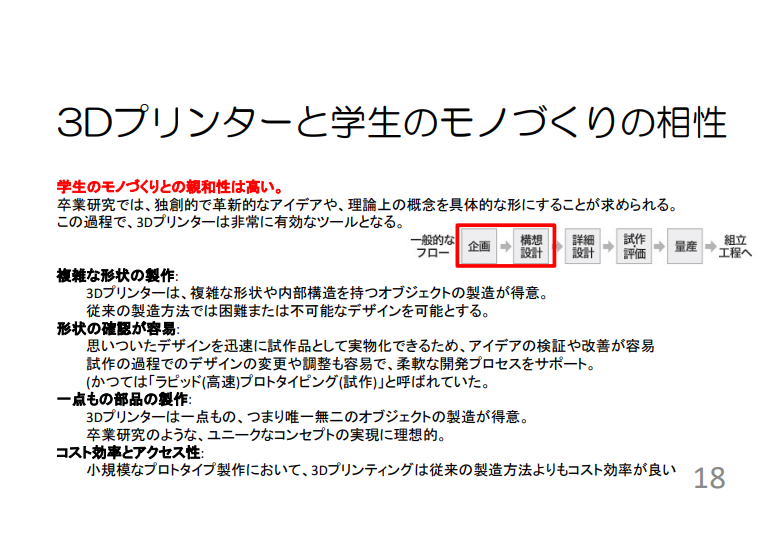 3Dプリンターと学生のモノづくりの相性
学生のモノづくりとの親和性は高い。
卒業研究では、独創的で革新的なアイデアや、理論上の概念を具体的な形にすることが求められる。
この過程で、3Dプリンターは非常に有効なツールとなる。
一般的な
フロー
企画
構想
設計
詳細
設計
試作
・
評価
量産
組立
工程へ
複雑な形状の製作:
3Dプリンターは、複雑な形状や内部構造を持つオブジェクトの製造が得意。
従来の製造方法では困難または不可能なデザインを可能とする。
形状の確認が容易:
思いついたデザインを迅速に試作品として実物化できるため、アイデアの検証や改善が容易
試作の過程でのデザインの変更や調整も容易で、柔軟な開発プロセスをサポート。
(かつては「ラピッド(高速)プロトタイピング(試作)」と呼ばれていた。
一点もの部品の製作:
3Dプリンターは一点もの、つまり唯一無二のオブジェクトの製造が得意。
卒業研究のような、ユニークなコンセプトの実現に理想的。
コスト効率とアクセス性:
小規模なプロトタイプ製作において、3Dプリンティングは従来の製造方法よりもコスト効率が良い
18